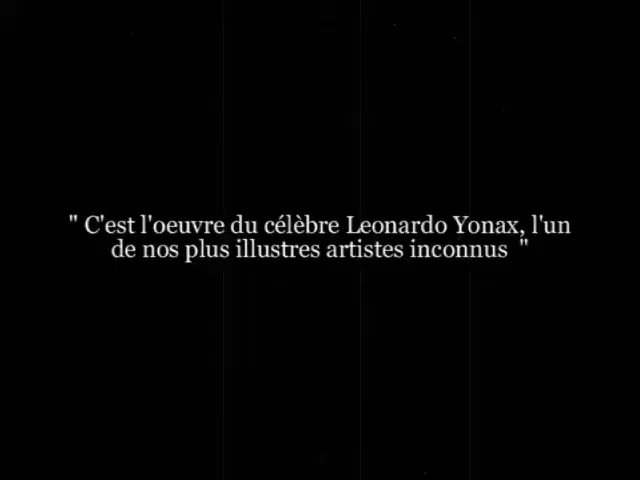 " C'est l'oeuvre du célèbre Leonardo Yonax, l'un
de nos plus illustres artistes inconnus "